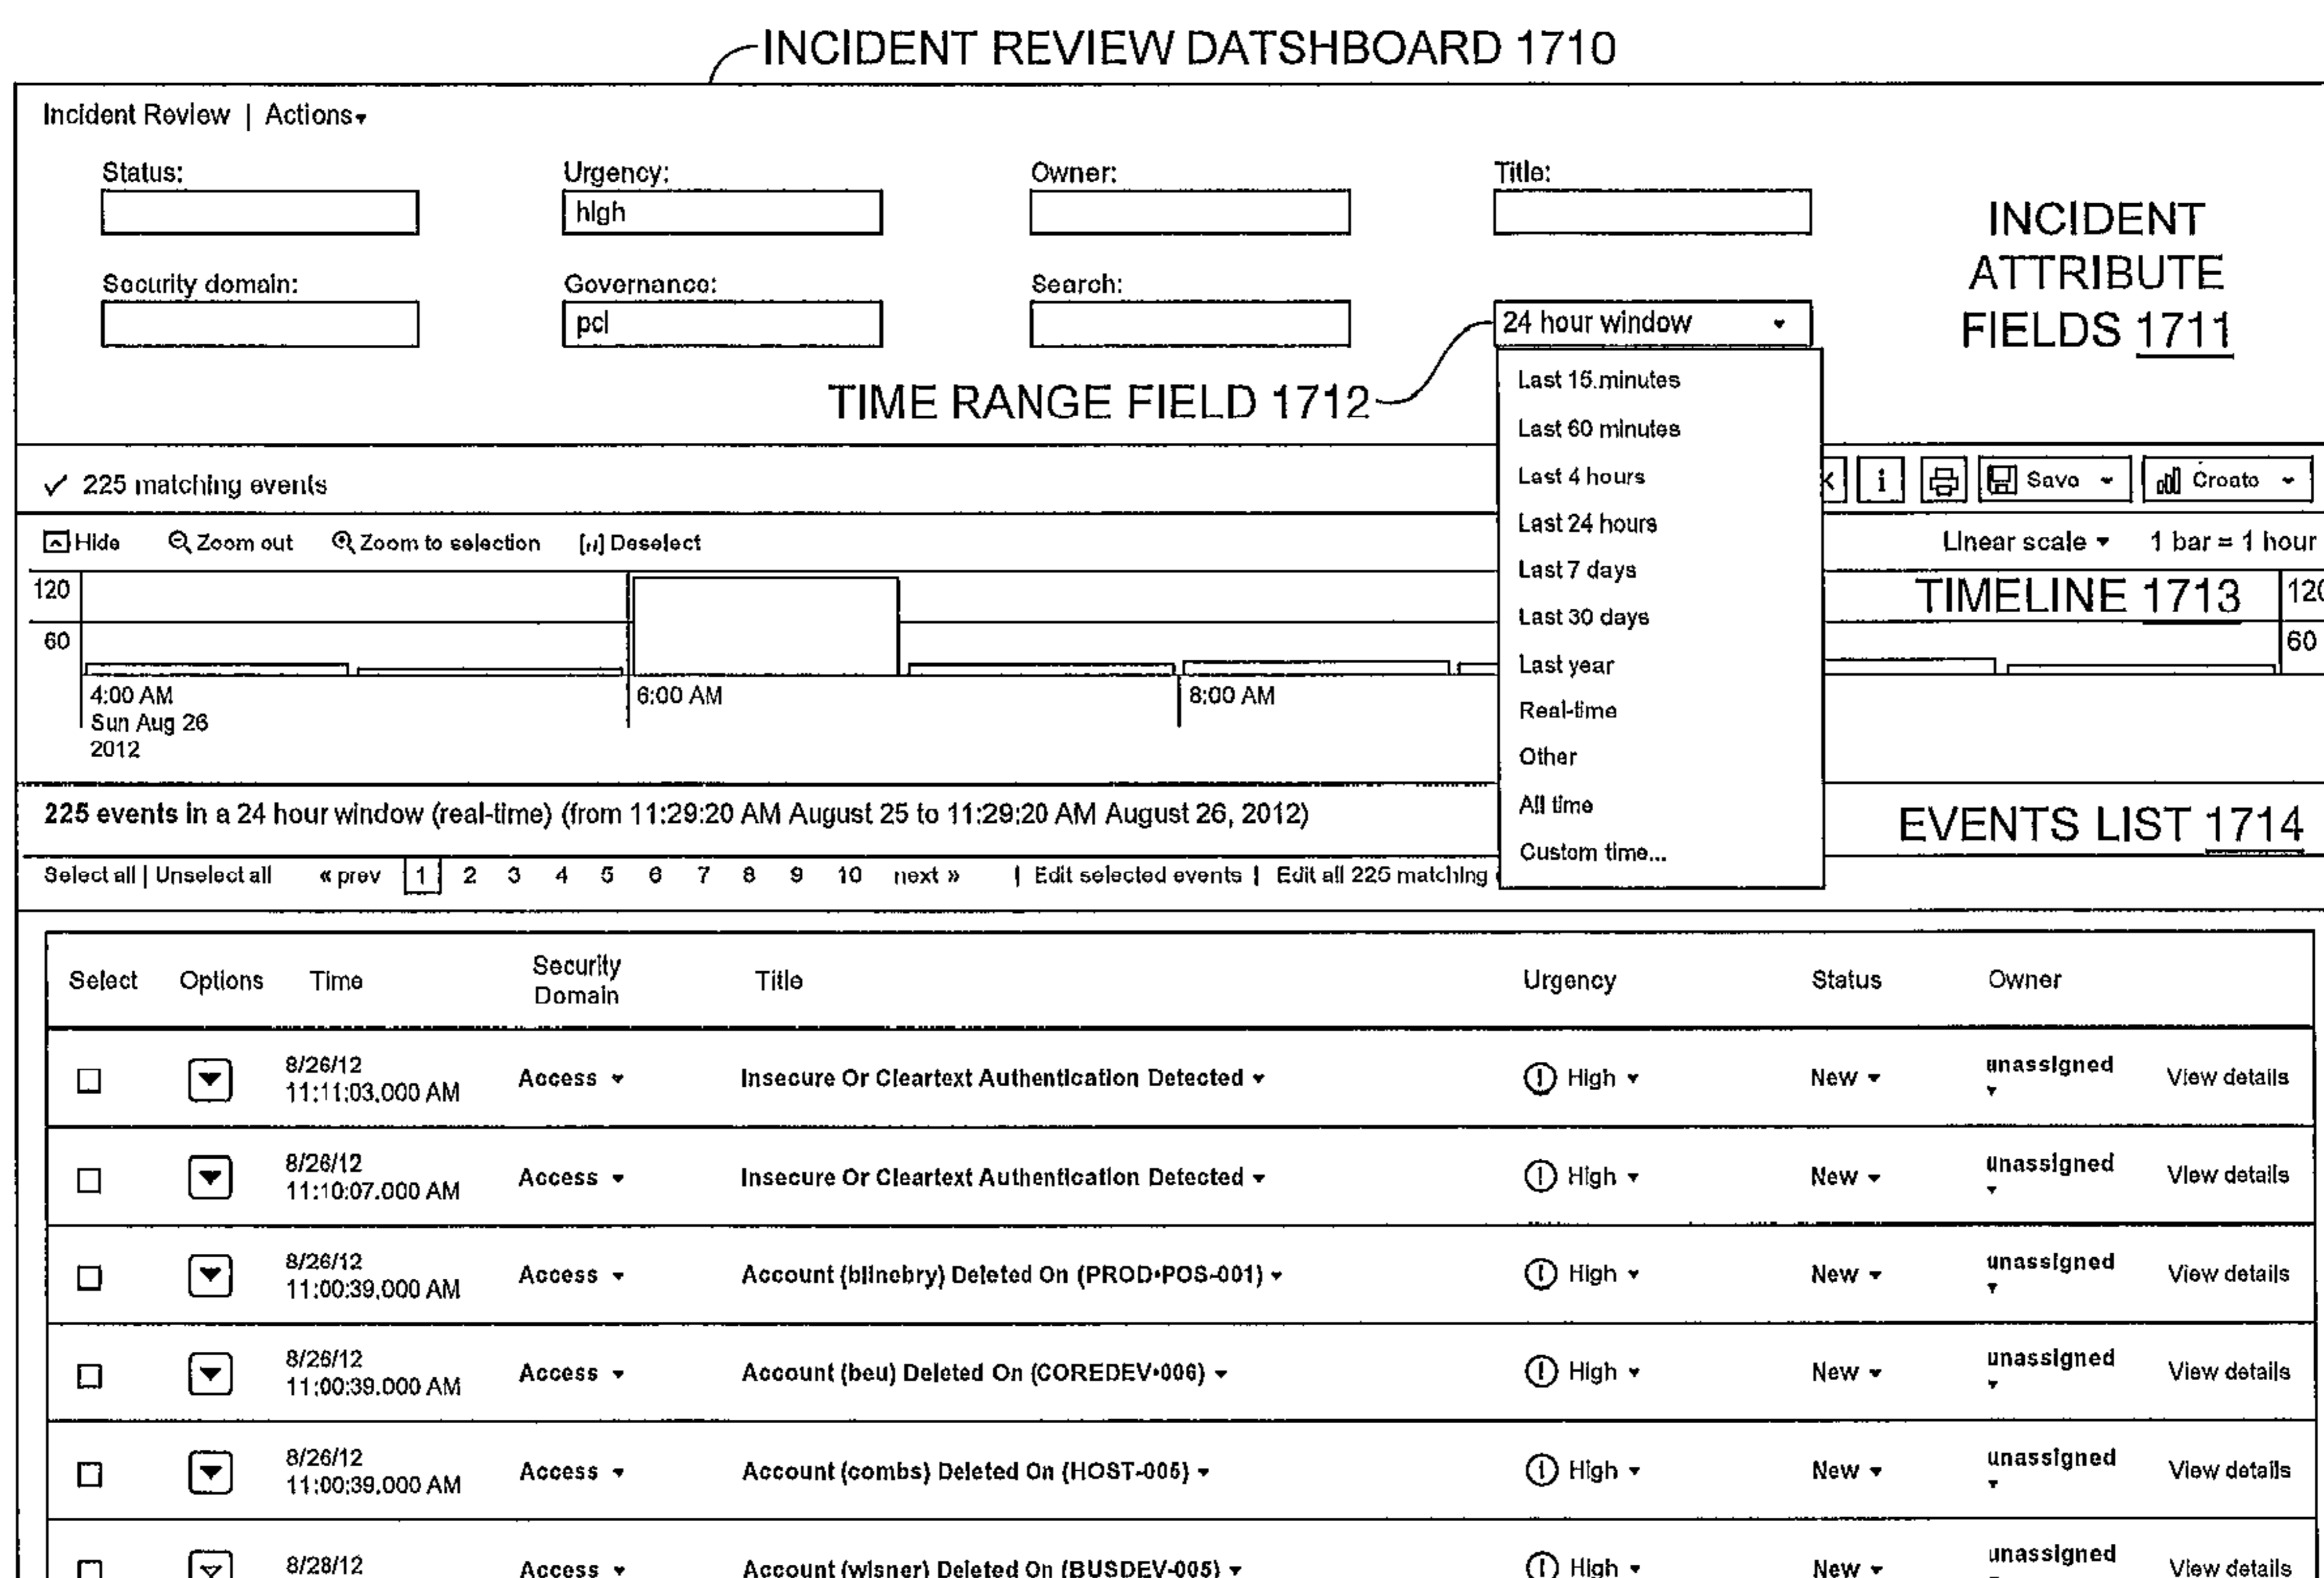 INCIDENT REVIEW DATSHBOARD 1710
Incident Review | Actions
Status:
Urgency:
Owner:
Title:
high
INCIDENT
ATTRIBUTE
FIELDS 1711
Security domain:
Governance:
Search:
pci
24 hour window
TIME RANGE FIELD 1712
Last 15 minutes
Last 60 minutes
Last 4 hours
Last 24 hours
Last 7 days
Last 30 days
Last year
Real-time
Other
All time
Custom time...
✓ 225 matching events
i
Save
Create
Hide
Zoom out
Zoom to selection
Deselect
Linear scale
1 bar = 1 hour
TIMELINE 1713
120
60
120
60
4:00 AM
Sun Aug 26
2012
6:00 AM
8:00 AM
225 events in a 24 hour window (real-time) (from 11:29:20 AM August 25 to 11:29:20 AM August 26, 2012)
EVENTS LIST 1714
Select all | Unselect all « prev 1 2 3 4 5 6 7 8 9 10 next » | Edit selected events | Edit all 225 matching
Select Options Time Security Domain Title Urgency Status Owner
8/26/12
11:11:03.000 AM Access Insecure Or Cleartext Authentication Detected High New unassigned View details
8/26/12
11:10:07.000 AM Access Insecure Or Cleartext Authentication Detected High New unassigned View details
8/26/12
11:00:39.000 AM Access Account (blinebry) Deleted On (PROD-POS-001) High New unassigned View details
8/26/12
11:00:39.000 AM Access Account (beu) Deleted On (COREDEV-006) High New unassigned View details
8/26/12
11:00:39.000 AM Access Account (combs) Deleted On (HOST-005) High New unassigned View details
8/28/12
Access Account (wisner) Deleted On (BUSDEV-005) High New unassigned View details